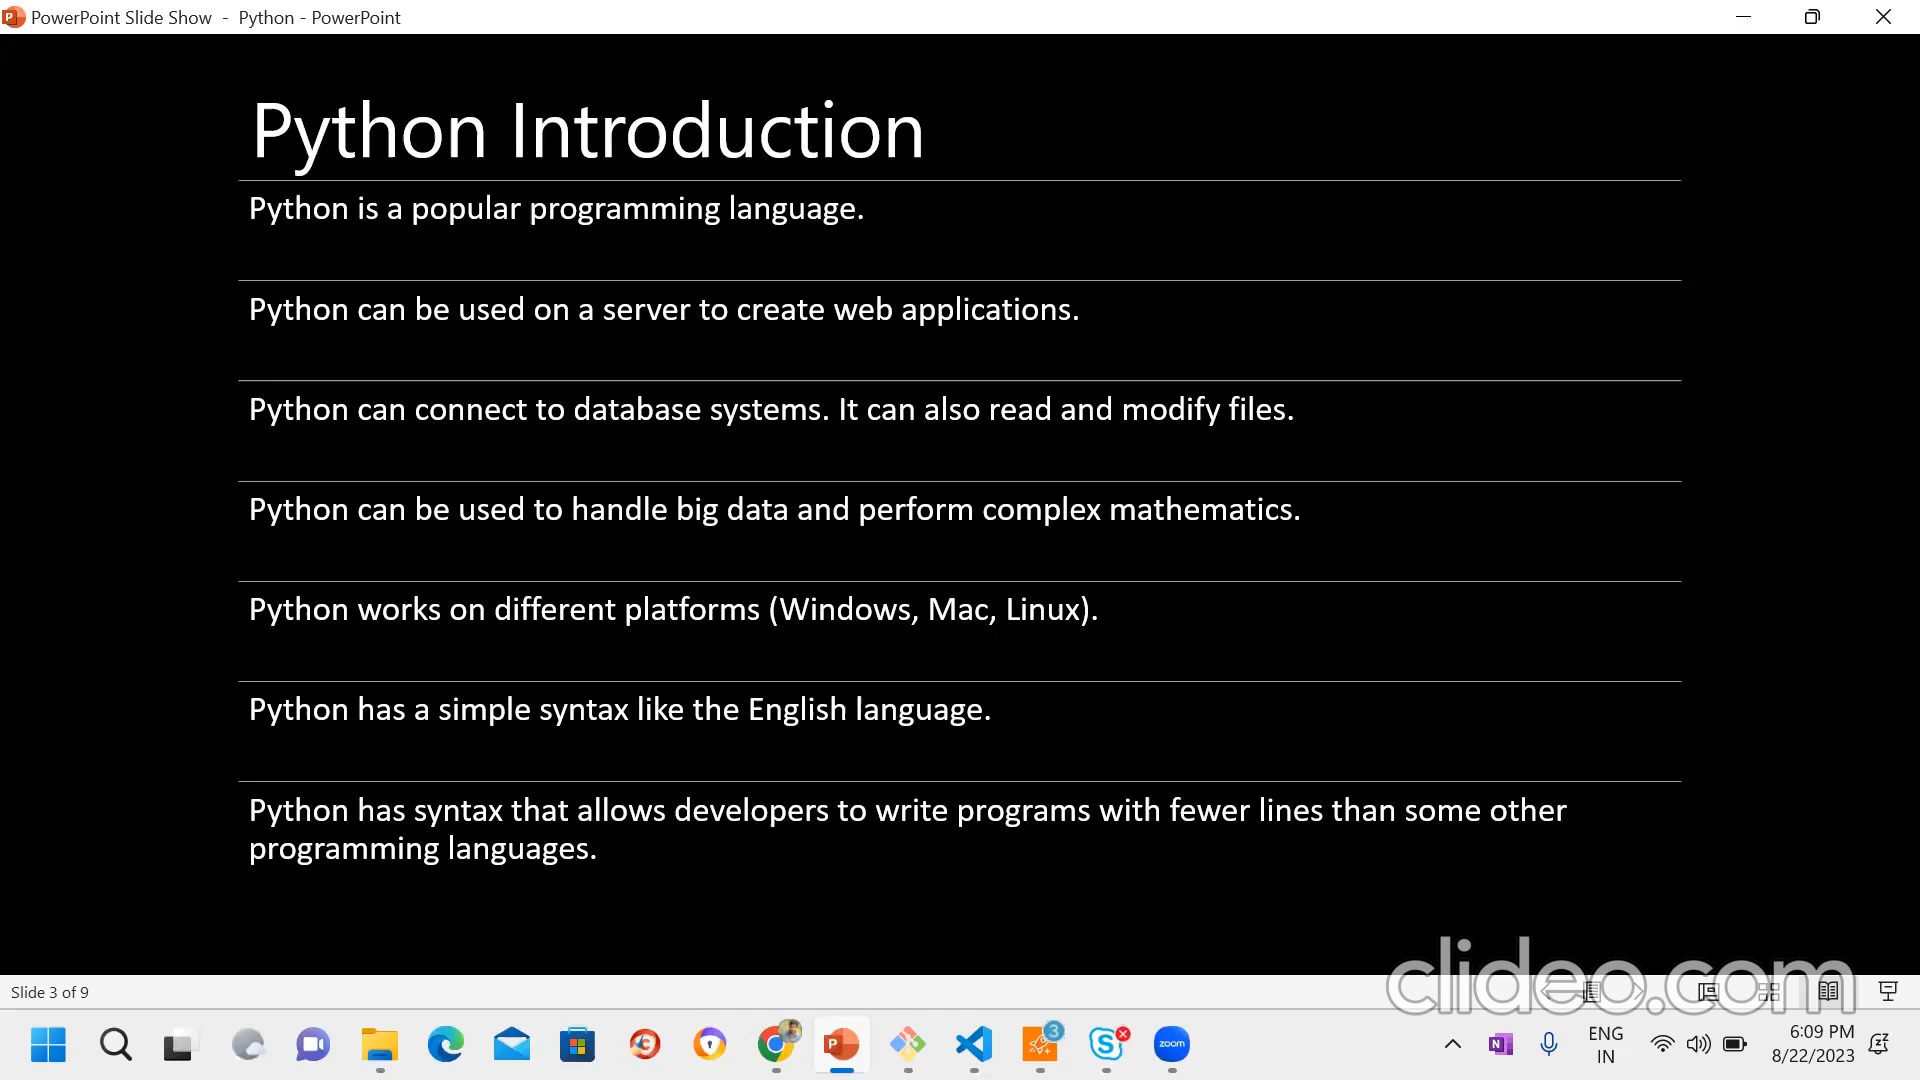 PowerPoint Slide Show - Python - PowerPoint
Python Introduction
Python is a popular programming language.
Python can be used on a server to create web applications.
Python can connect to database systems. It can also read and modify files.
Python can be used to handle big data and perform complex mathematics.
Python works on different platforms (Windows, Mac, Linux).
Python has a simple syntax like the English language.
Python has syntax that allows developers to write programs with fewer lines than some other
programming languages.
clideo.com
Slide 3 of 9
3
zoom
ENG
IN
6:09 PM
8/22/2023